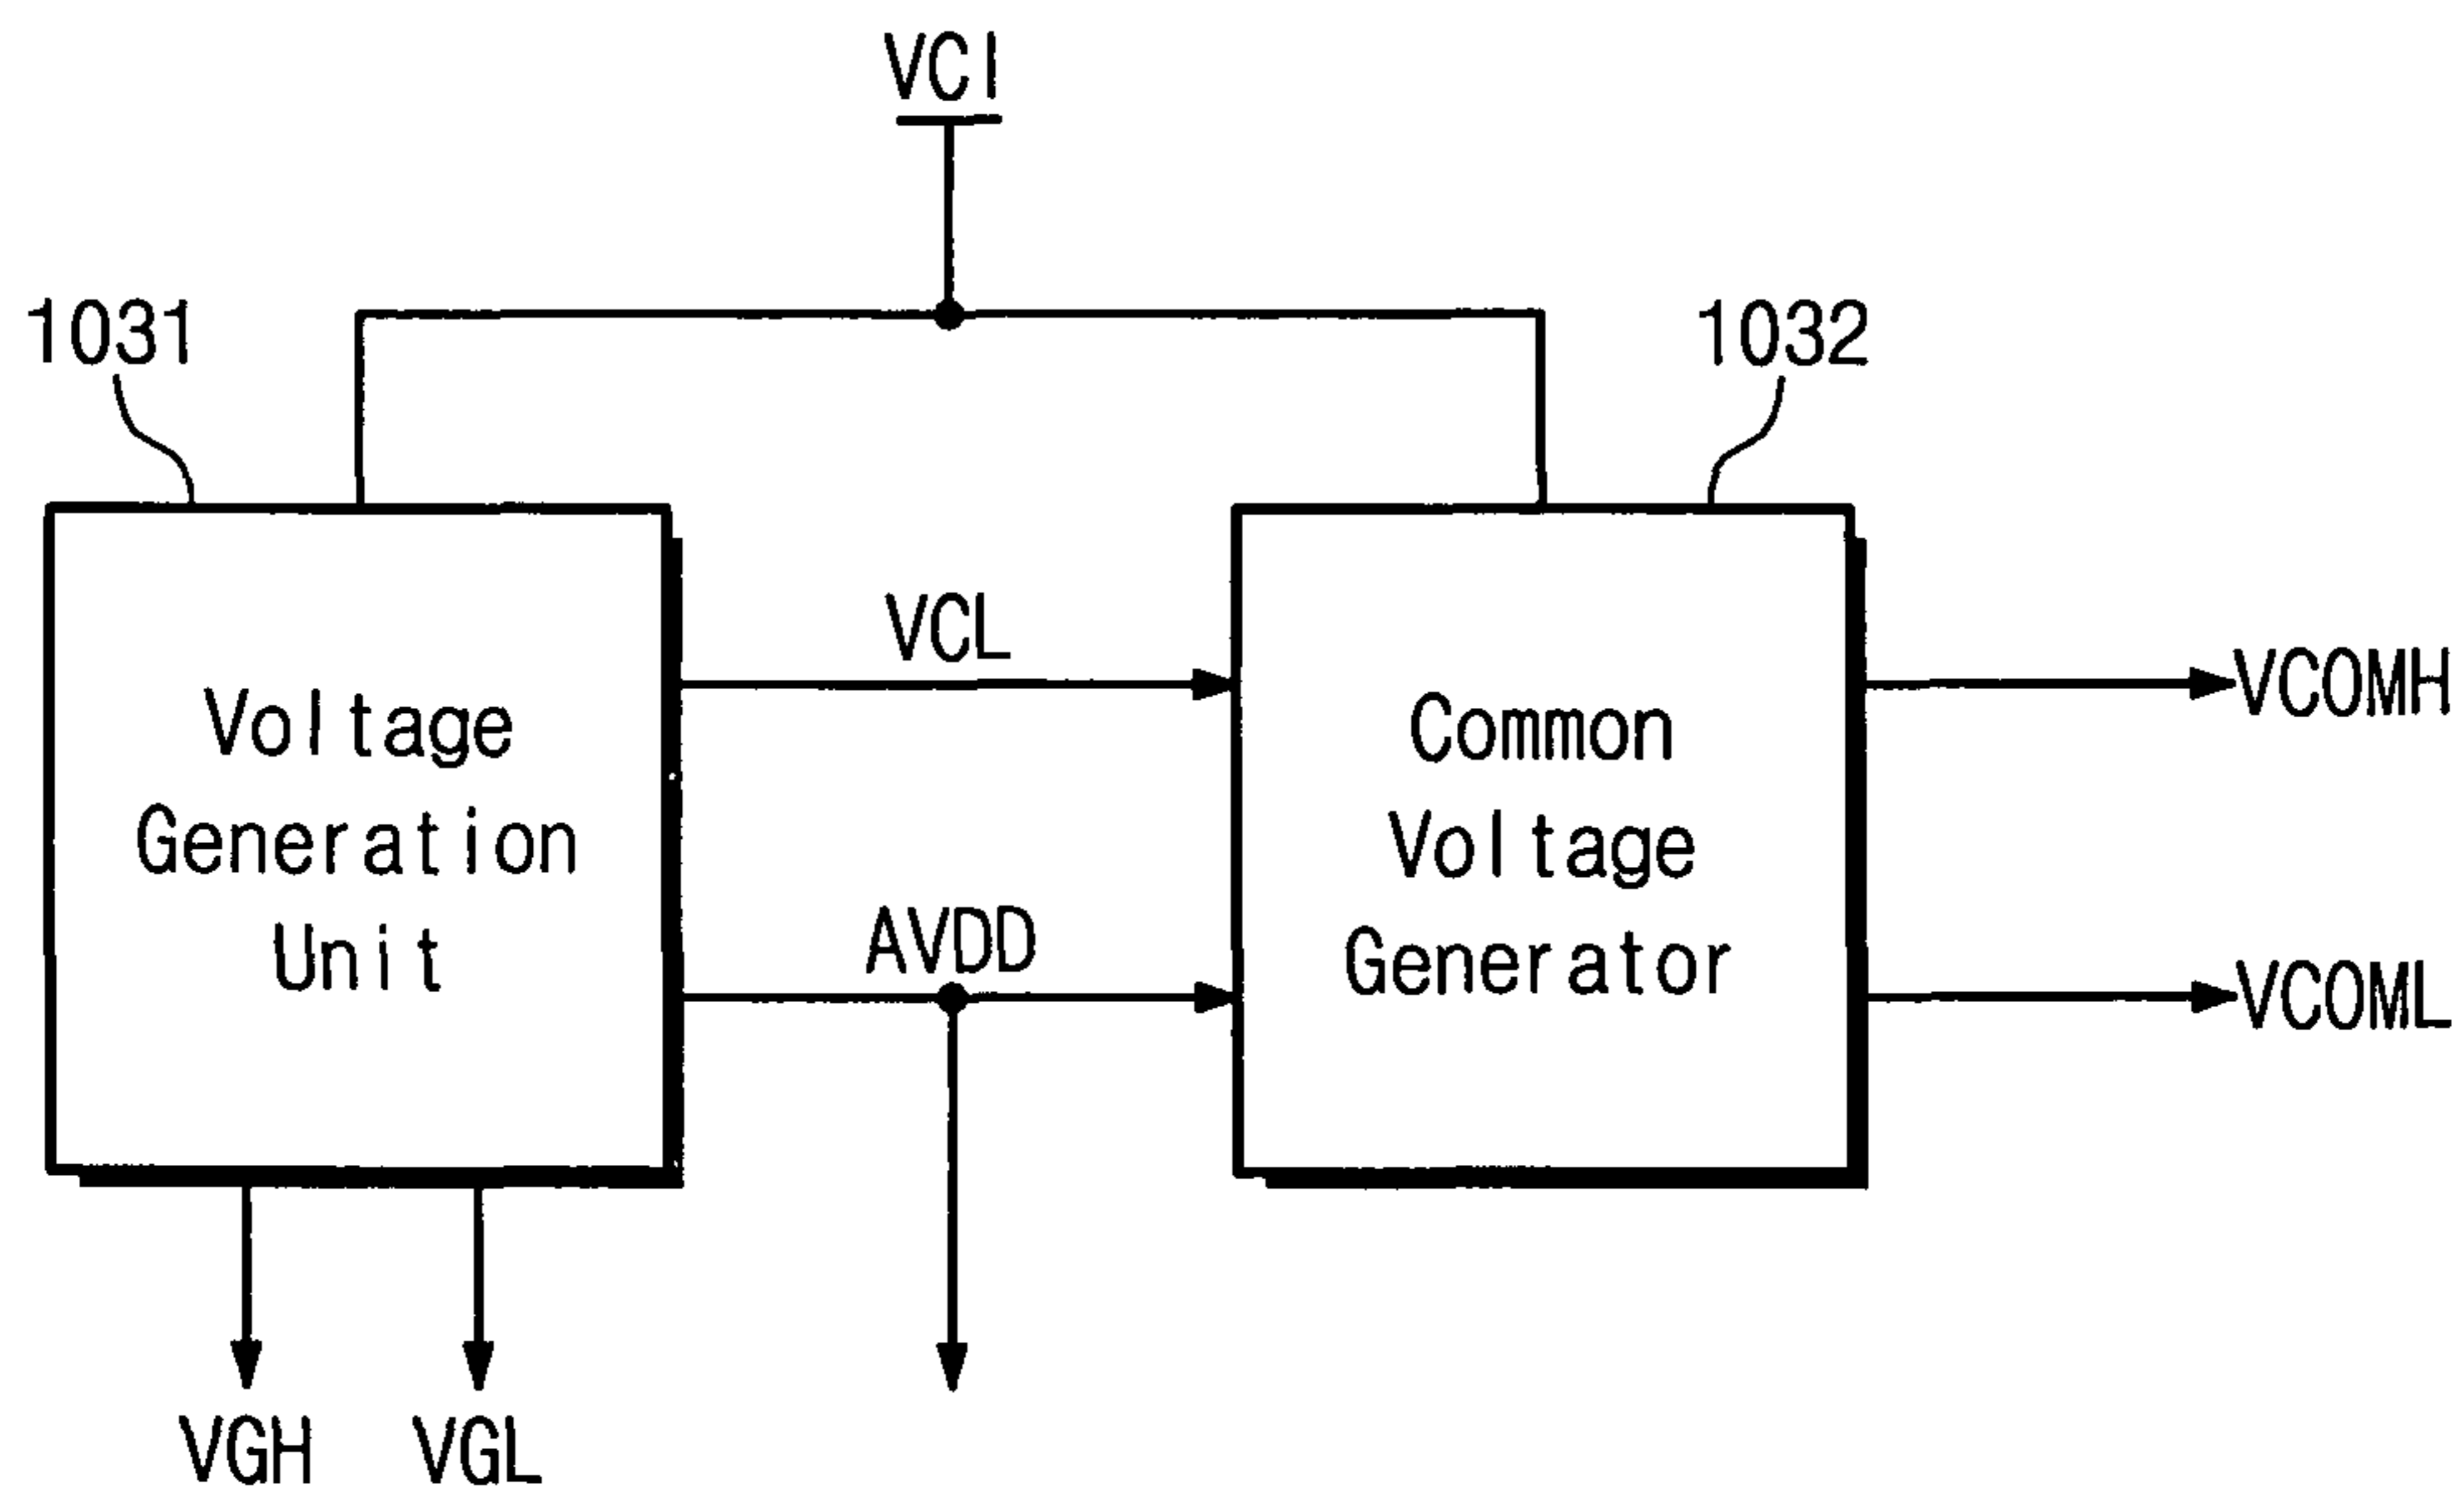 VCI
1031
1032
VCL
Voltage
Generation
Unit
AVDD
Common
Voltage
Generator
VCOMH
VCOML
VGH
VGL